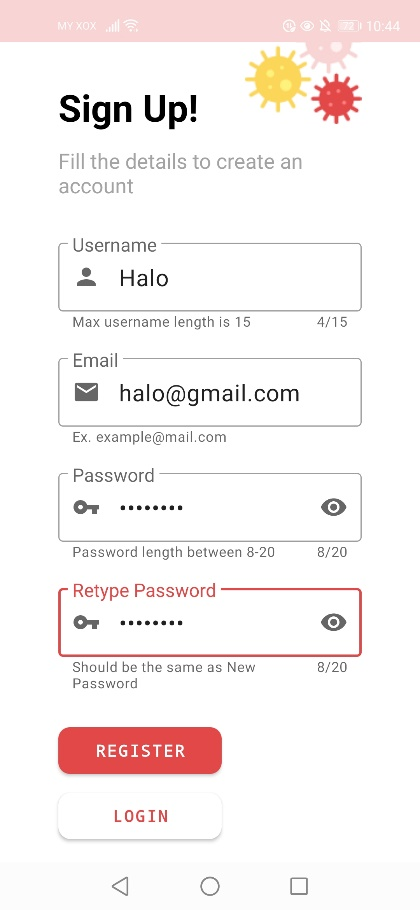 MY XOX
10:44
Sign Up!
Fill the details to create an
account
Username
Halo
Max username length is 15 4/15
Email
halo@gmail.com
Ex. example@mail.com
Password
••••••••
Password length between 8-20 8/20
Retype Password
••••••••
Should be the same as New 8/20
Password
REGISTER
LOGIN